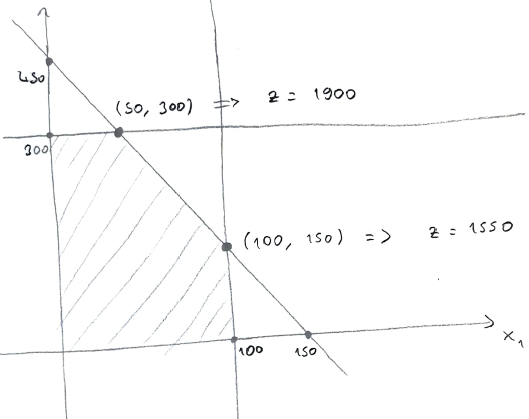 450
(50, 300) => z = 1900
300
(100, 150) => z = 1550
100
150
x₁